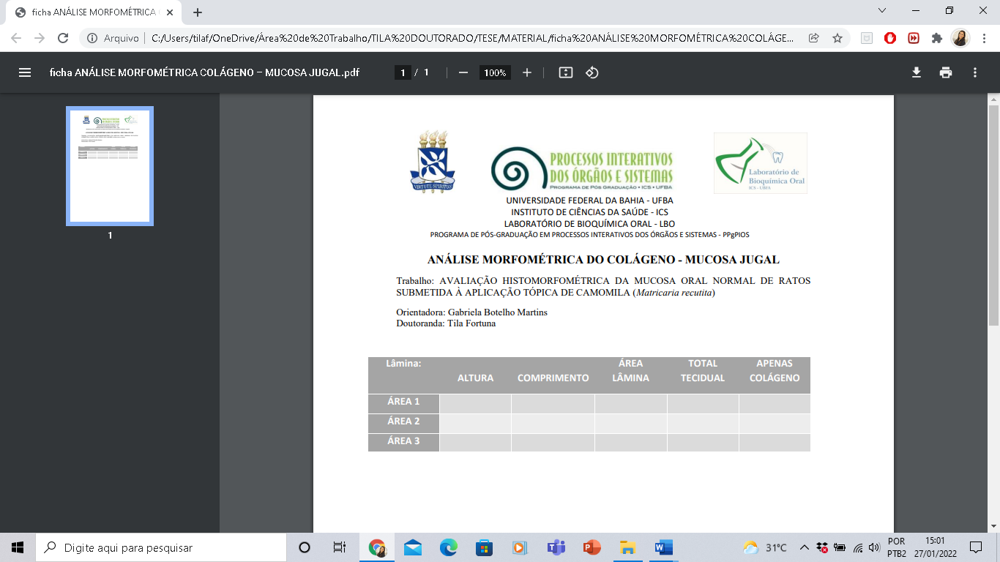 ficha ANÁLISE MORFOMÉTRICA
Arquivo
C:/Users/tilaf/OneDrive/Área%20de%20Trabalho/TILA%20DOUTORADO/TESE/MATERIAL/ficha%20ANÁLISE%20MORFOMÉTRICA%20COLÁGE...
ficha ANÁLISE MORFOMÉTRICA COLÁGENO – MUCOSA JUGAL.pdf
1 / 1
100%
1
VIRTUTE SPIRITUS
PROCESSOS INTERATIVOS
DOS ÓRGÃOS E SISTEMAS
PROGRAMA DE PÓS GRADUAÇÃO • ICS • UFBA
Laboratório de
Bioquímica Oral
ICS - UFBA
UNIVERSIDADE FEDERAL DA BAHIA - UFBA
INSTITUTO DE CIÊNCIAS DA SAÚDE - ICS
LABORATÓRIO DE BIOQUÍMICA ORAL - LBO
PROGRAMA DE PÓS-GRADUAÇÃO EM PROCESSOS INTERATIVOS DOS ÓRGÃOS E SISTEMAS - PPgPIOS
ANÁLISE MORFOMÉTRICA DO COLÁGENO - MUCOSA JUGAL
Trabalho: AVALIAÇÃO HISTOMORFOMÉTRICA DA MUCOSA ORAL NORMAL DE RATOS
SUBMETIDA À APLICAÇÃO TÓPICA DE CAMOMILA (Matricaria recutita)
Orientadora: Gabriela Botelho Martins
Doutoranda: Tila Fortuna
Lâmina:
ALTURA
COMPRIMENTO
ÁREA
LÂMINA
TOTAL
TECIDUAL
APENAS
COLÁGENO
ÁREA 1
ÁREA 2
ÁREA 3
Digite aqui para pesquisar
31°C
POR
PTB2
15:01
27/01/2022